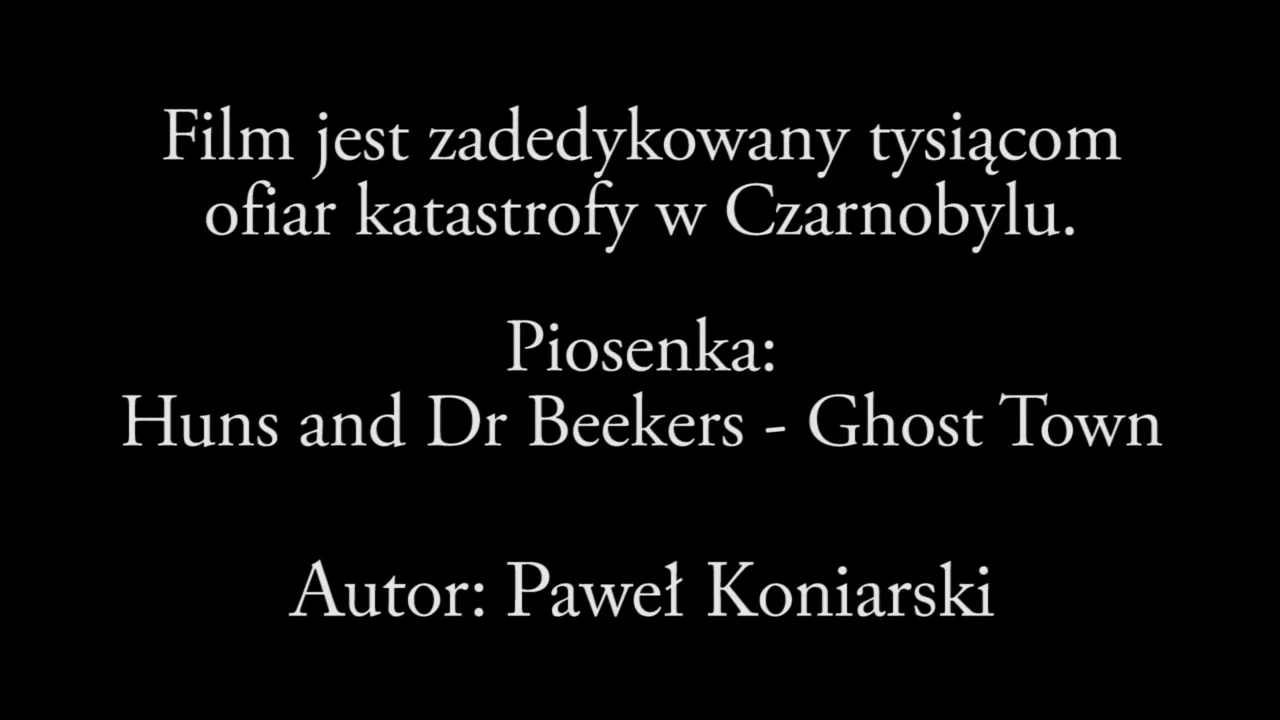 Film jest zadedykowany tysiącom
ofiar katastrofy w Czarnobylu.
Piosenka:
Huns and Dr Beekers - Ghost Town
Autor: Paweł Koniarski